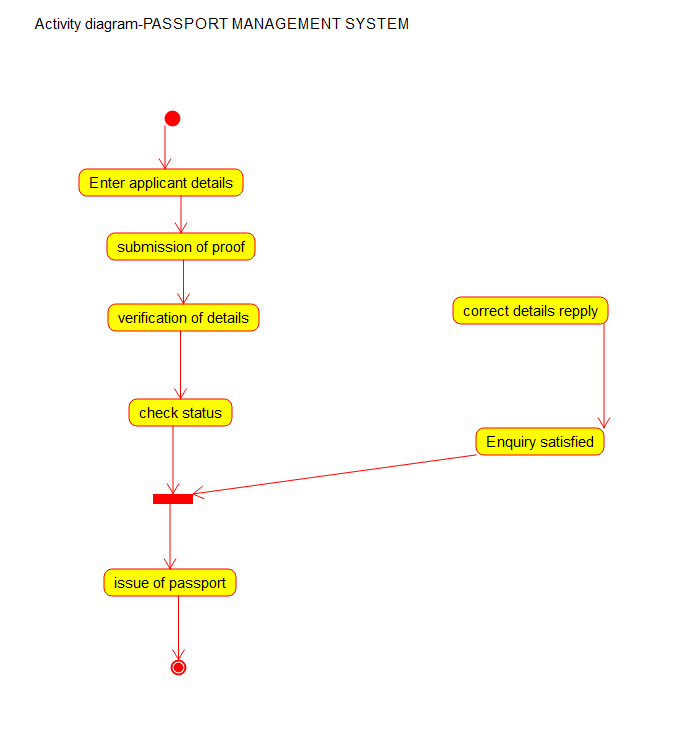 Activity diagram-PASSPORT MANAGEMENT SYSTEM
Enter applicant details
submission of proof
verification of details
correct details repply
check status
Enquiry satisfied
issue of passport